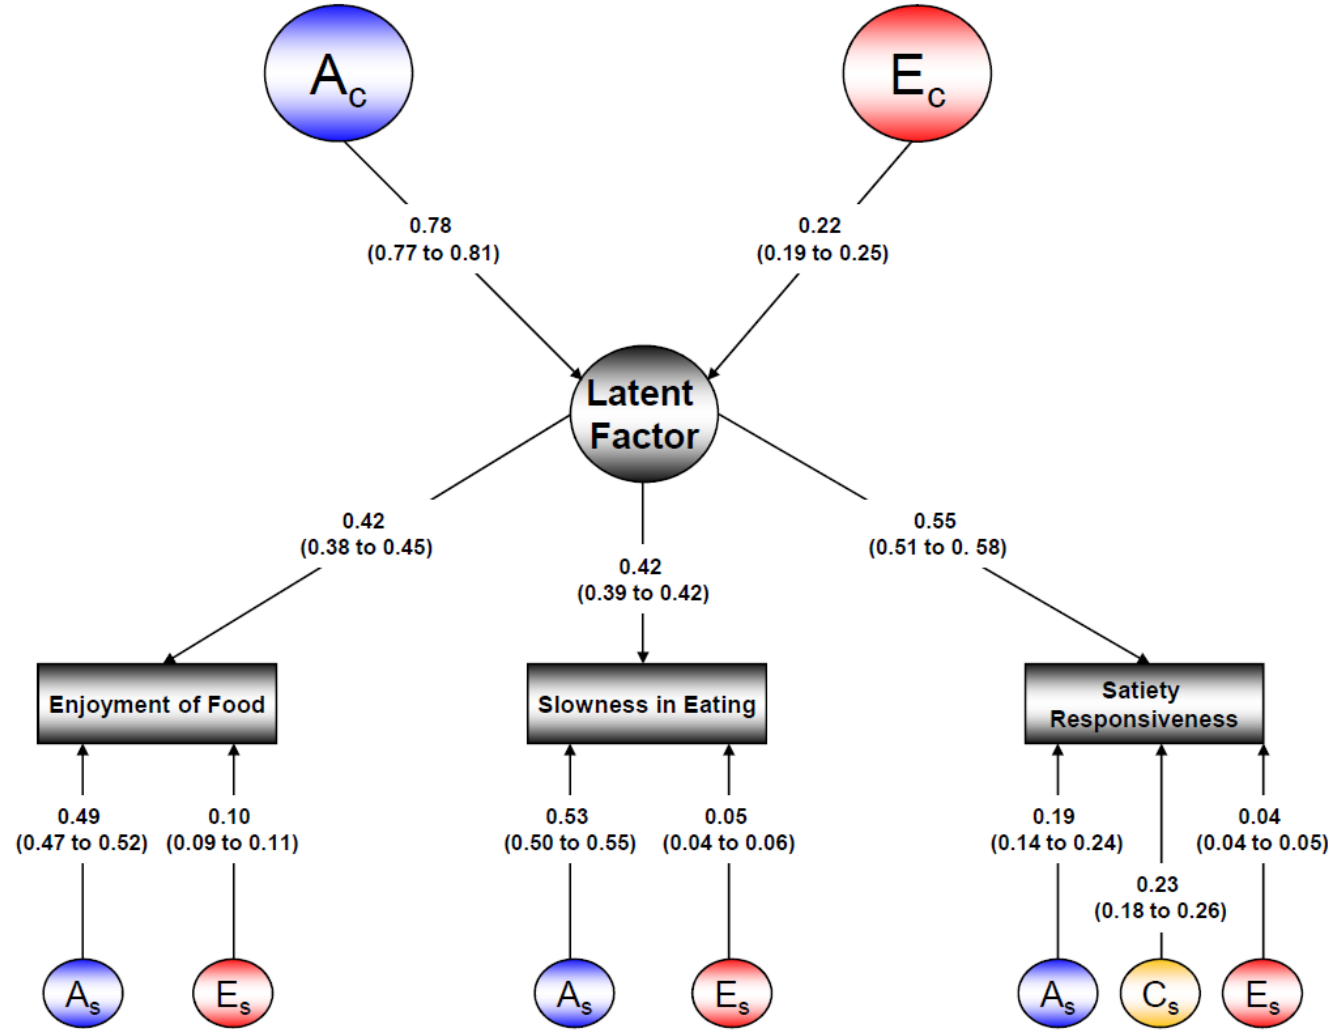 Ac
Ec
0.78
(0.77 to 0.81)
0.22
(0.19 to 0.25)
Latent
Factor
0.42
(0.38 to 0.45)
0.42
(0.39 to 0.42)
0.55
(0.51 to 0. 58)
Enjoyment of Food
Slowness in Eating
Satiety
Responsiveness
0.49
(0.47 to 0.52)
0.10
(0.09 to 0.11)
0.53
(0.50 to 0.55)
0.05
(0.04 to 0.06)
0.19
(0.14 to 0.24)
0.23
(0.18 to 0.26)
0.04
(0.04 to 0.05)
As
Es
As
Es
As
Cs
Es